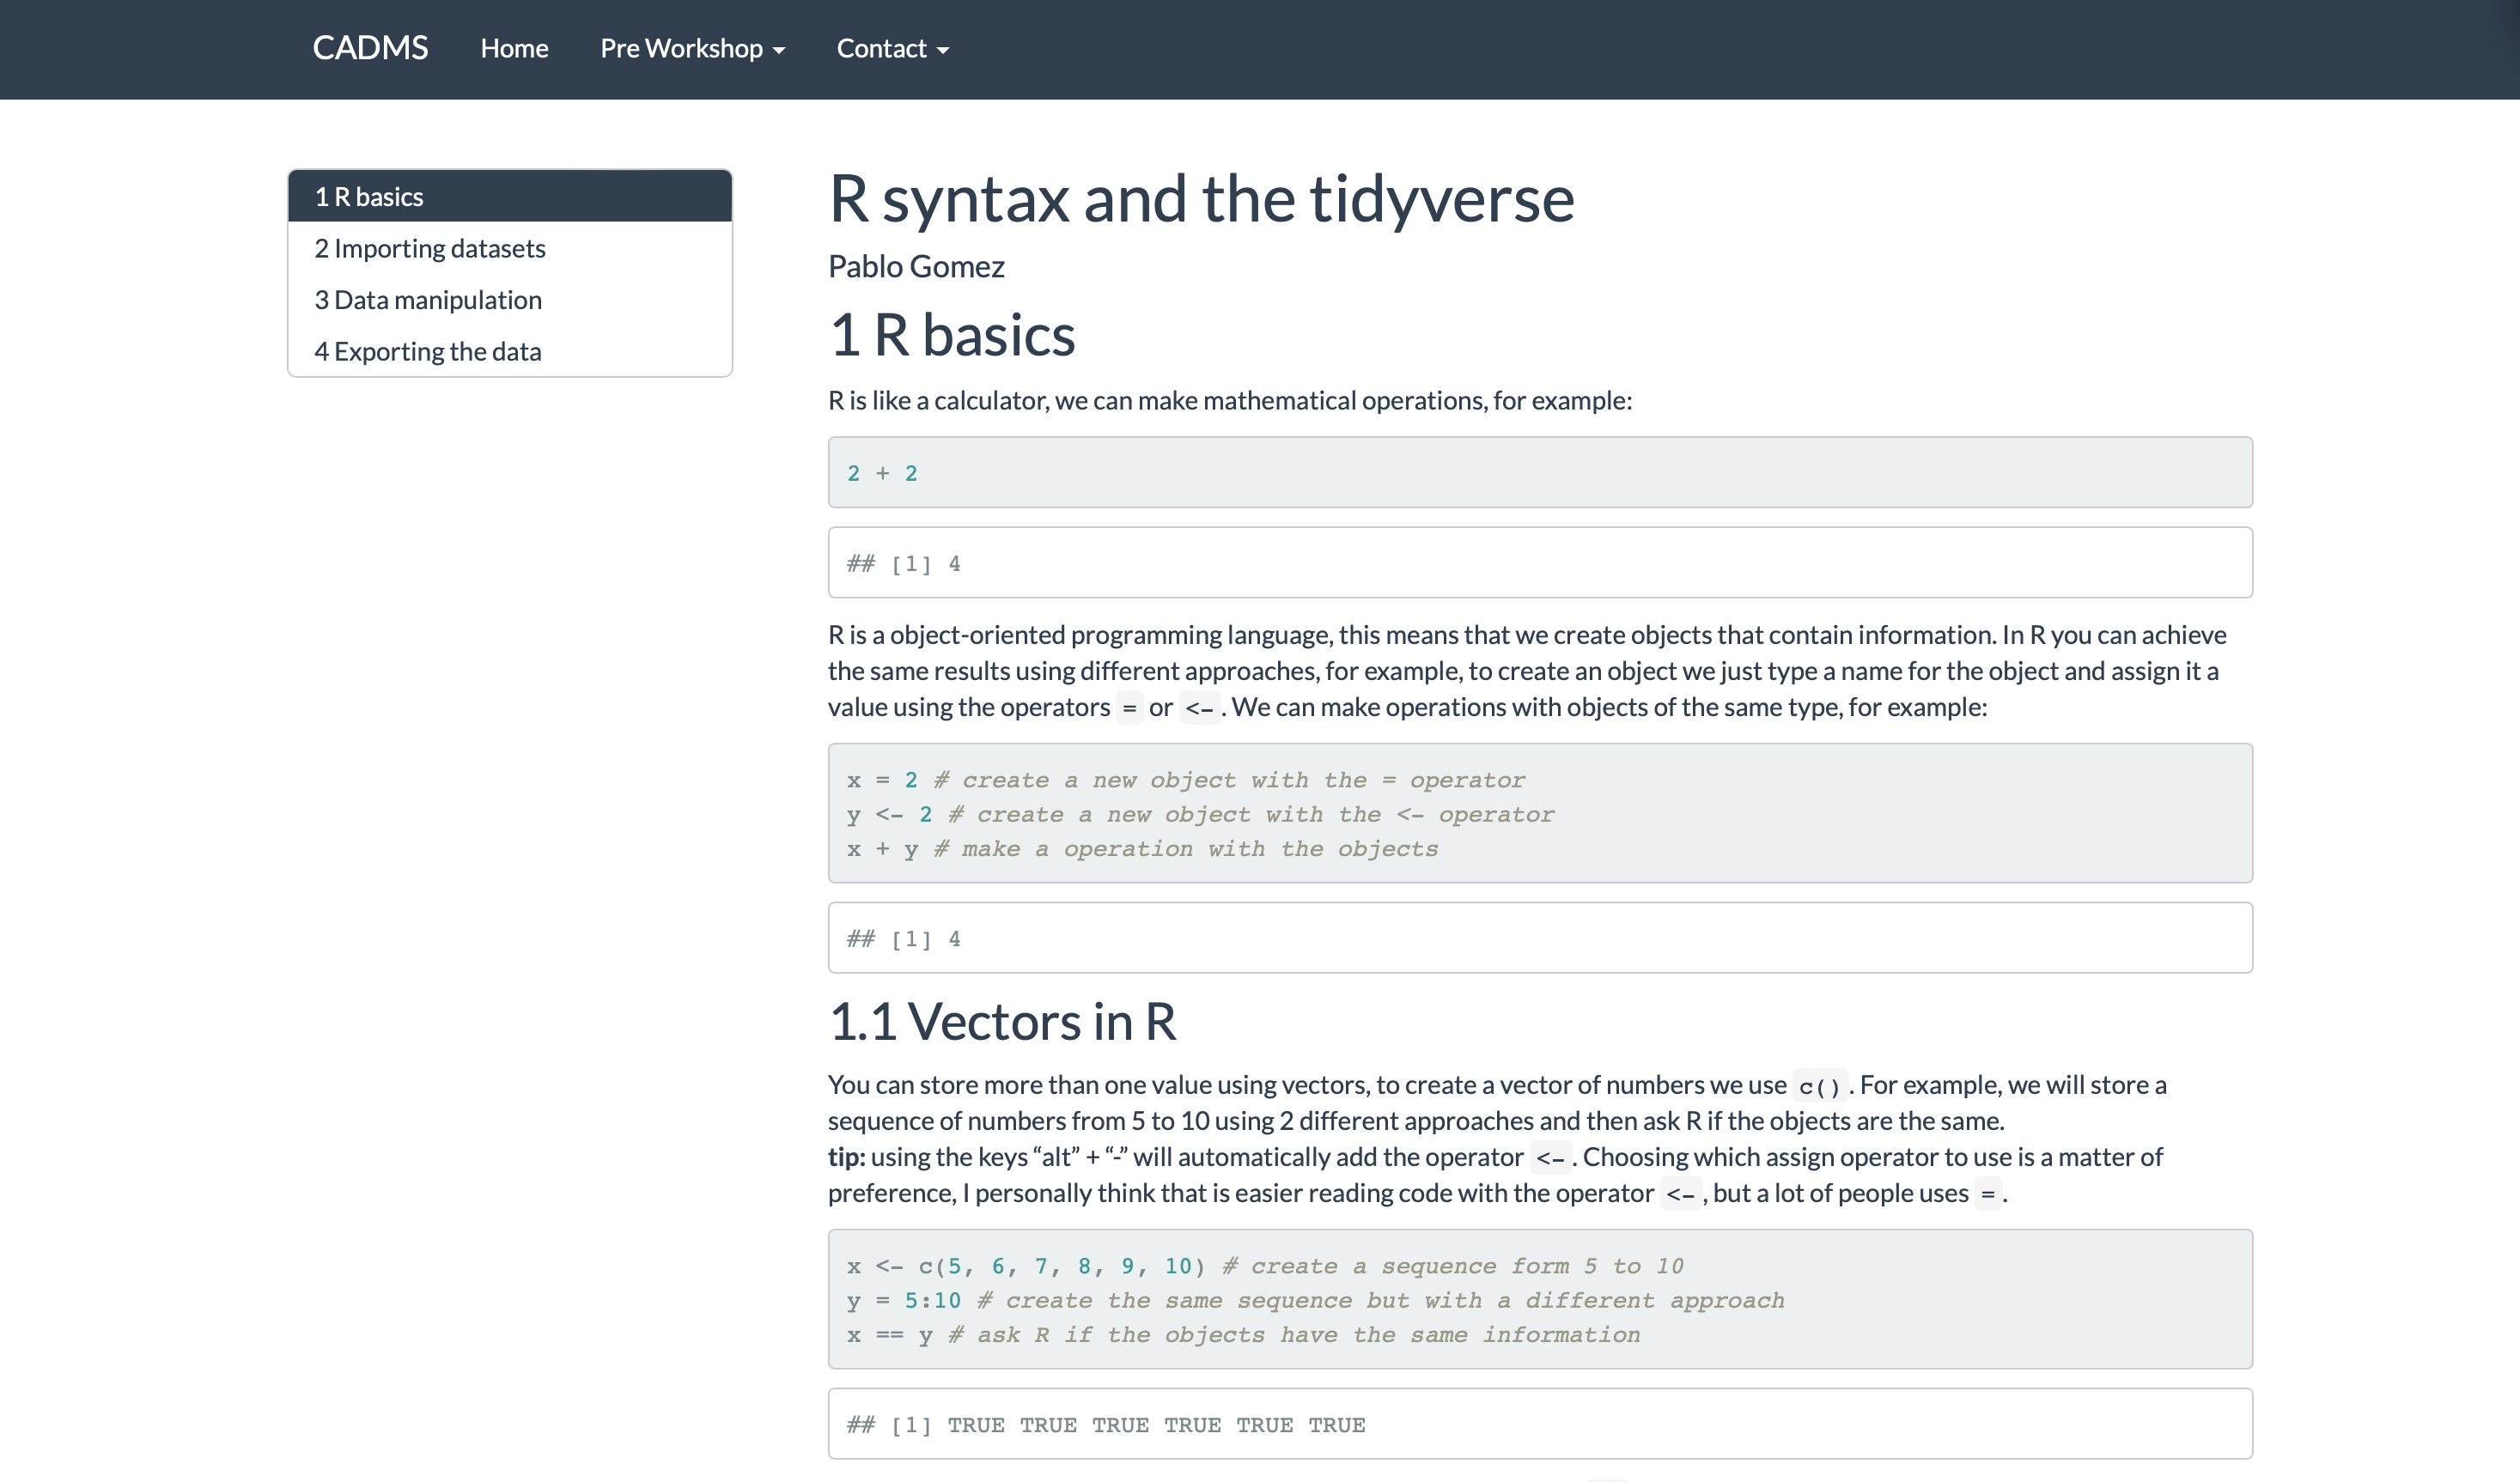 CADMS Home Pre Workshop Contact
1 R basics
2 Importing datasets
3 Data manipulation
4 Exporting the data
R syntax and the tidyverse
Pablo Gomez
1 R basics
R is like a calculator, we can make mathematical operations, for example:
2 + 2
## [1] 4
R is a object-oriented programming language, this means that we create objects that contain information. In R you can achieve
the same results using different approaches, for example, to create an object we just type a name for the object and assign it a
value using the operators = or <-. We can make operations with objects of the same type, for example:
x = 2 # create a new object with the = operator
y <- 2 # create a new object with the <- operator
x + y # make a operation with the objects
## [1] 4
1.1 Vectors in R
You can store more than one value using vectors, to create a vector of numbers we use c(). For example, we will store a
sequence of numbers from 5 to 10 using 2 different approaches and then ask R if the objects are the same.
tip: using the keys “alt” + “-” will automatically add the operator <-. Choosing which assign operator to use is a matter of
preference, I personally think that is easier reading code with the operator <-, but a lot of people uses =.
x <- c(5, 6, 7, 8, 9, 10) # create a sequence form 5 to 10
y = 5:10 # create the same sequence but with a different approach
x == y # ask R if the objects have the same information
## [1] TRUE TRUE TRUE TRUE TRUE TRUE